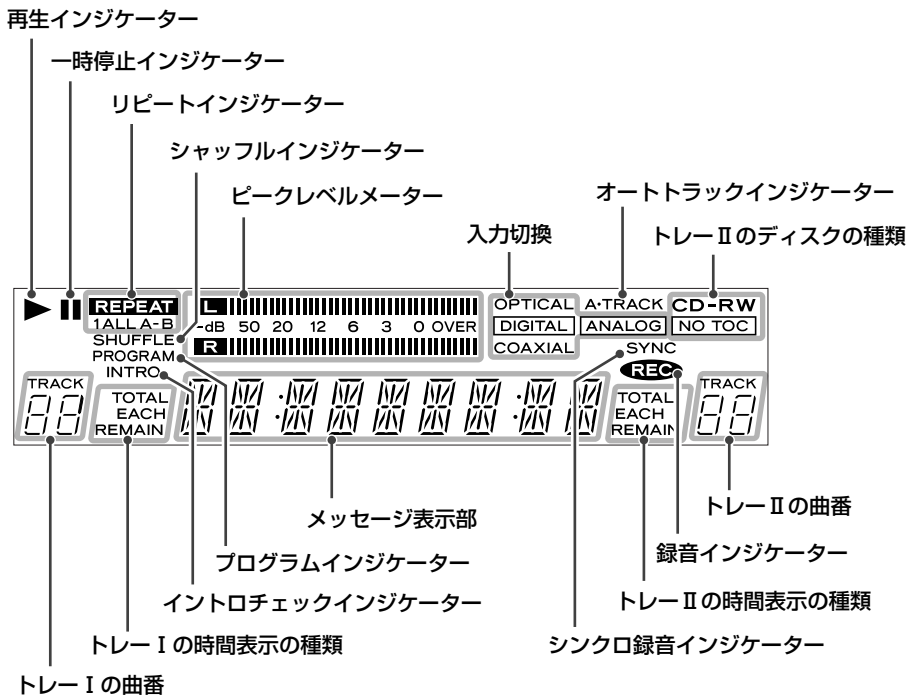 再生インジケーター
一時停止インジケーター
リピートインジケーター
シャッフルインジケーター
ピークレベルメーター
オートトラックインジケーター
入力切換
トレーⅡのディスクの種類
REPEAT
1 ALL A-B
SHUFFLE
PROGRAM
INTRO
L
-dB 50 20 12 6 3 0 OVER
R
OPTICAL
DIGITAL
COAXIAL
A•TRACK
ANALOG
SYNC
REC
CD-RW
NO TOC
TRACK
TOTAL
EACH
REMAIN
TOTAL
EACH
REMAIN
TRACK
メッセージ表示部
トレーⅡの曲番
プログラムインジケーター
録音インジケーター
イントロチェックインジケーター
トレーⅡの時間表示の種類
トレーⅠの時間表示の種類
シンクロ録音インジケーター
トレーⅠの曲番